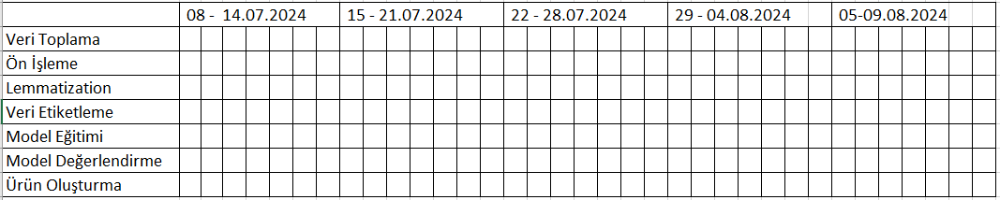 08 - 14.07.2024 15 - 21.07.2024 22 - 28.07.2024 29 - 04.08.2024 05-09.08.2024
Veri Toplama
Ön İşleme
Lemmatization
Veri Etiketleme
Model Eğitimi
Model Değerlendirme
Ürün Oluşturma